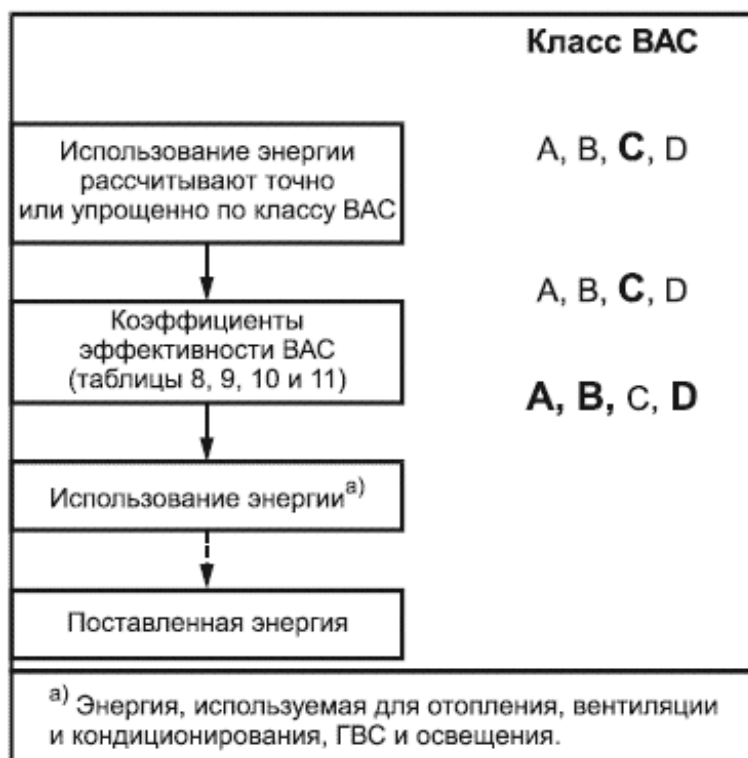 Класс ВАС
Использование энергии
рассчитывают точно
или упрощенно по классу ВАС
A, B, C, D
Коэффициенты
эффективности ВАС
(таблицы 8, 9, 10 и 11)
A, B, C, D
A, B, C, D
Использование энергии а)
Поставленная энергия
а) Энергия, используемая для отопления, вентиляции
и кондиционирования, ГВС и освещения.